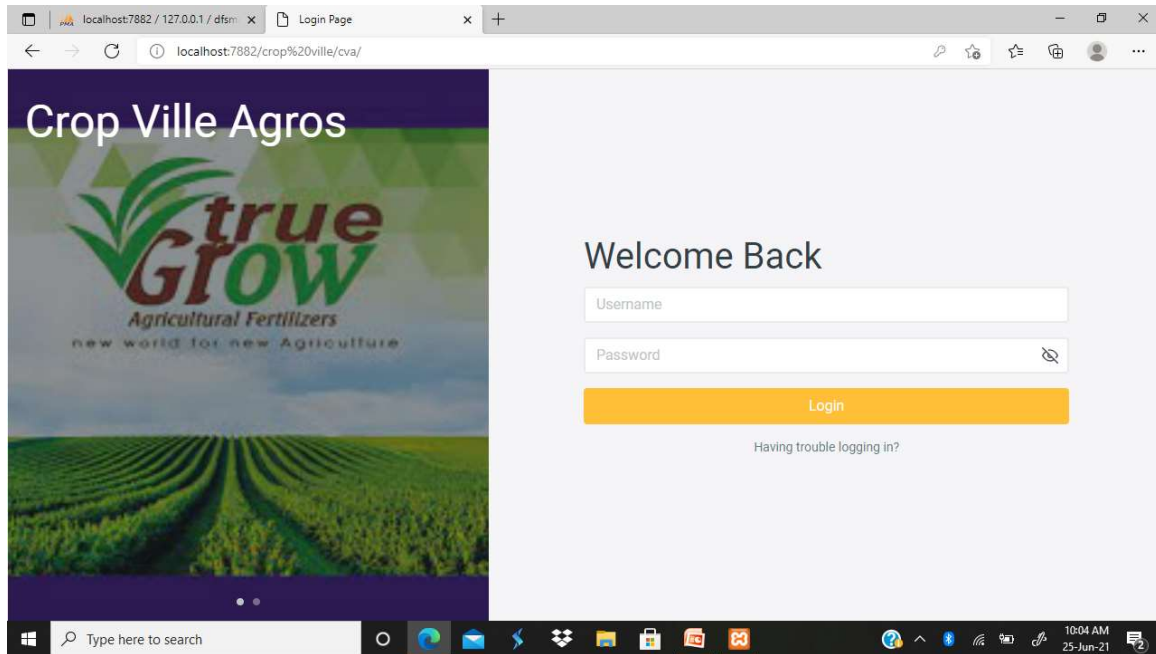 localhost:7882 / 127.0.0.1 / dfsm
Login Page
localhost:7882/crop%20ville/cva/
Crop Ville Agros
true
Grow
Agricultural Fertilizers
new world for new Agriculture
Welcome Back
Username
Password
Login
Having trouble logging in?
Type here to search
10:04 AM
25-Jun-21
2